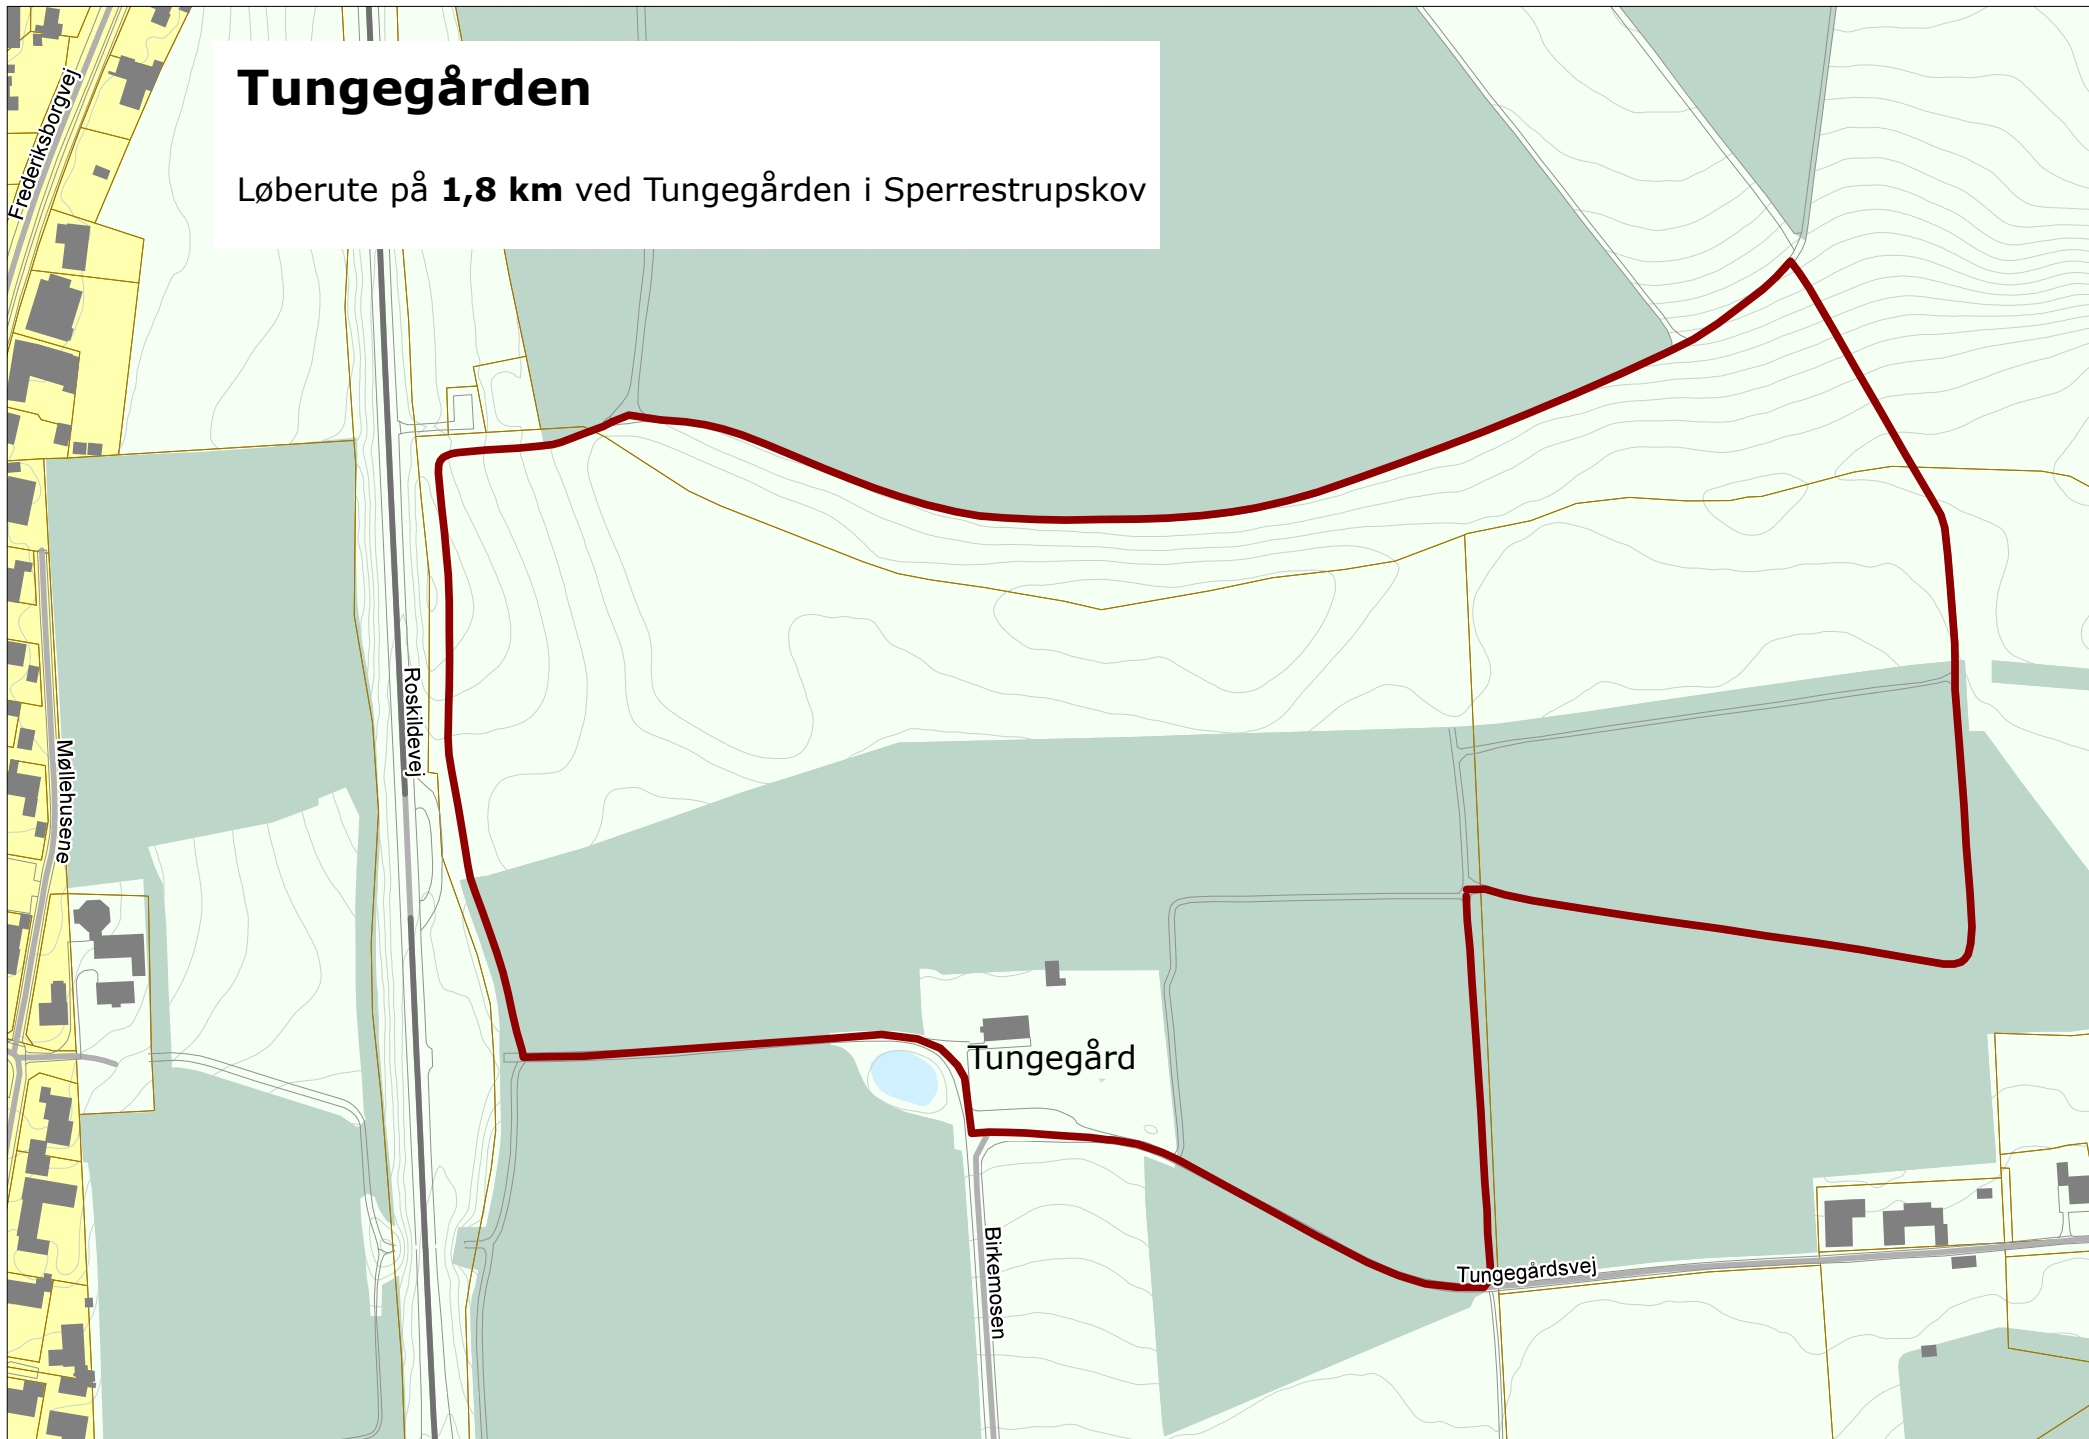 Tungegården
Løberute på 1,8 km ved Tungegården i Sperrestrupskov
Frederiksborgvej
Roskildevej
Møllehusene
Tungegård
Birkemosen
Tungegårdsvej